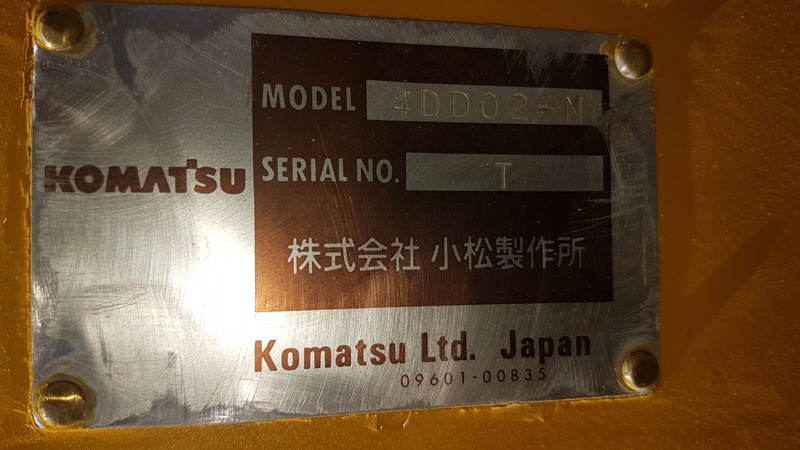 KOMATSU
MODEL 4DD02-N
SERIAL NO. T
株式会社 小松製作所
Komatsu Ltd. Japan
09601-00835